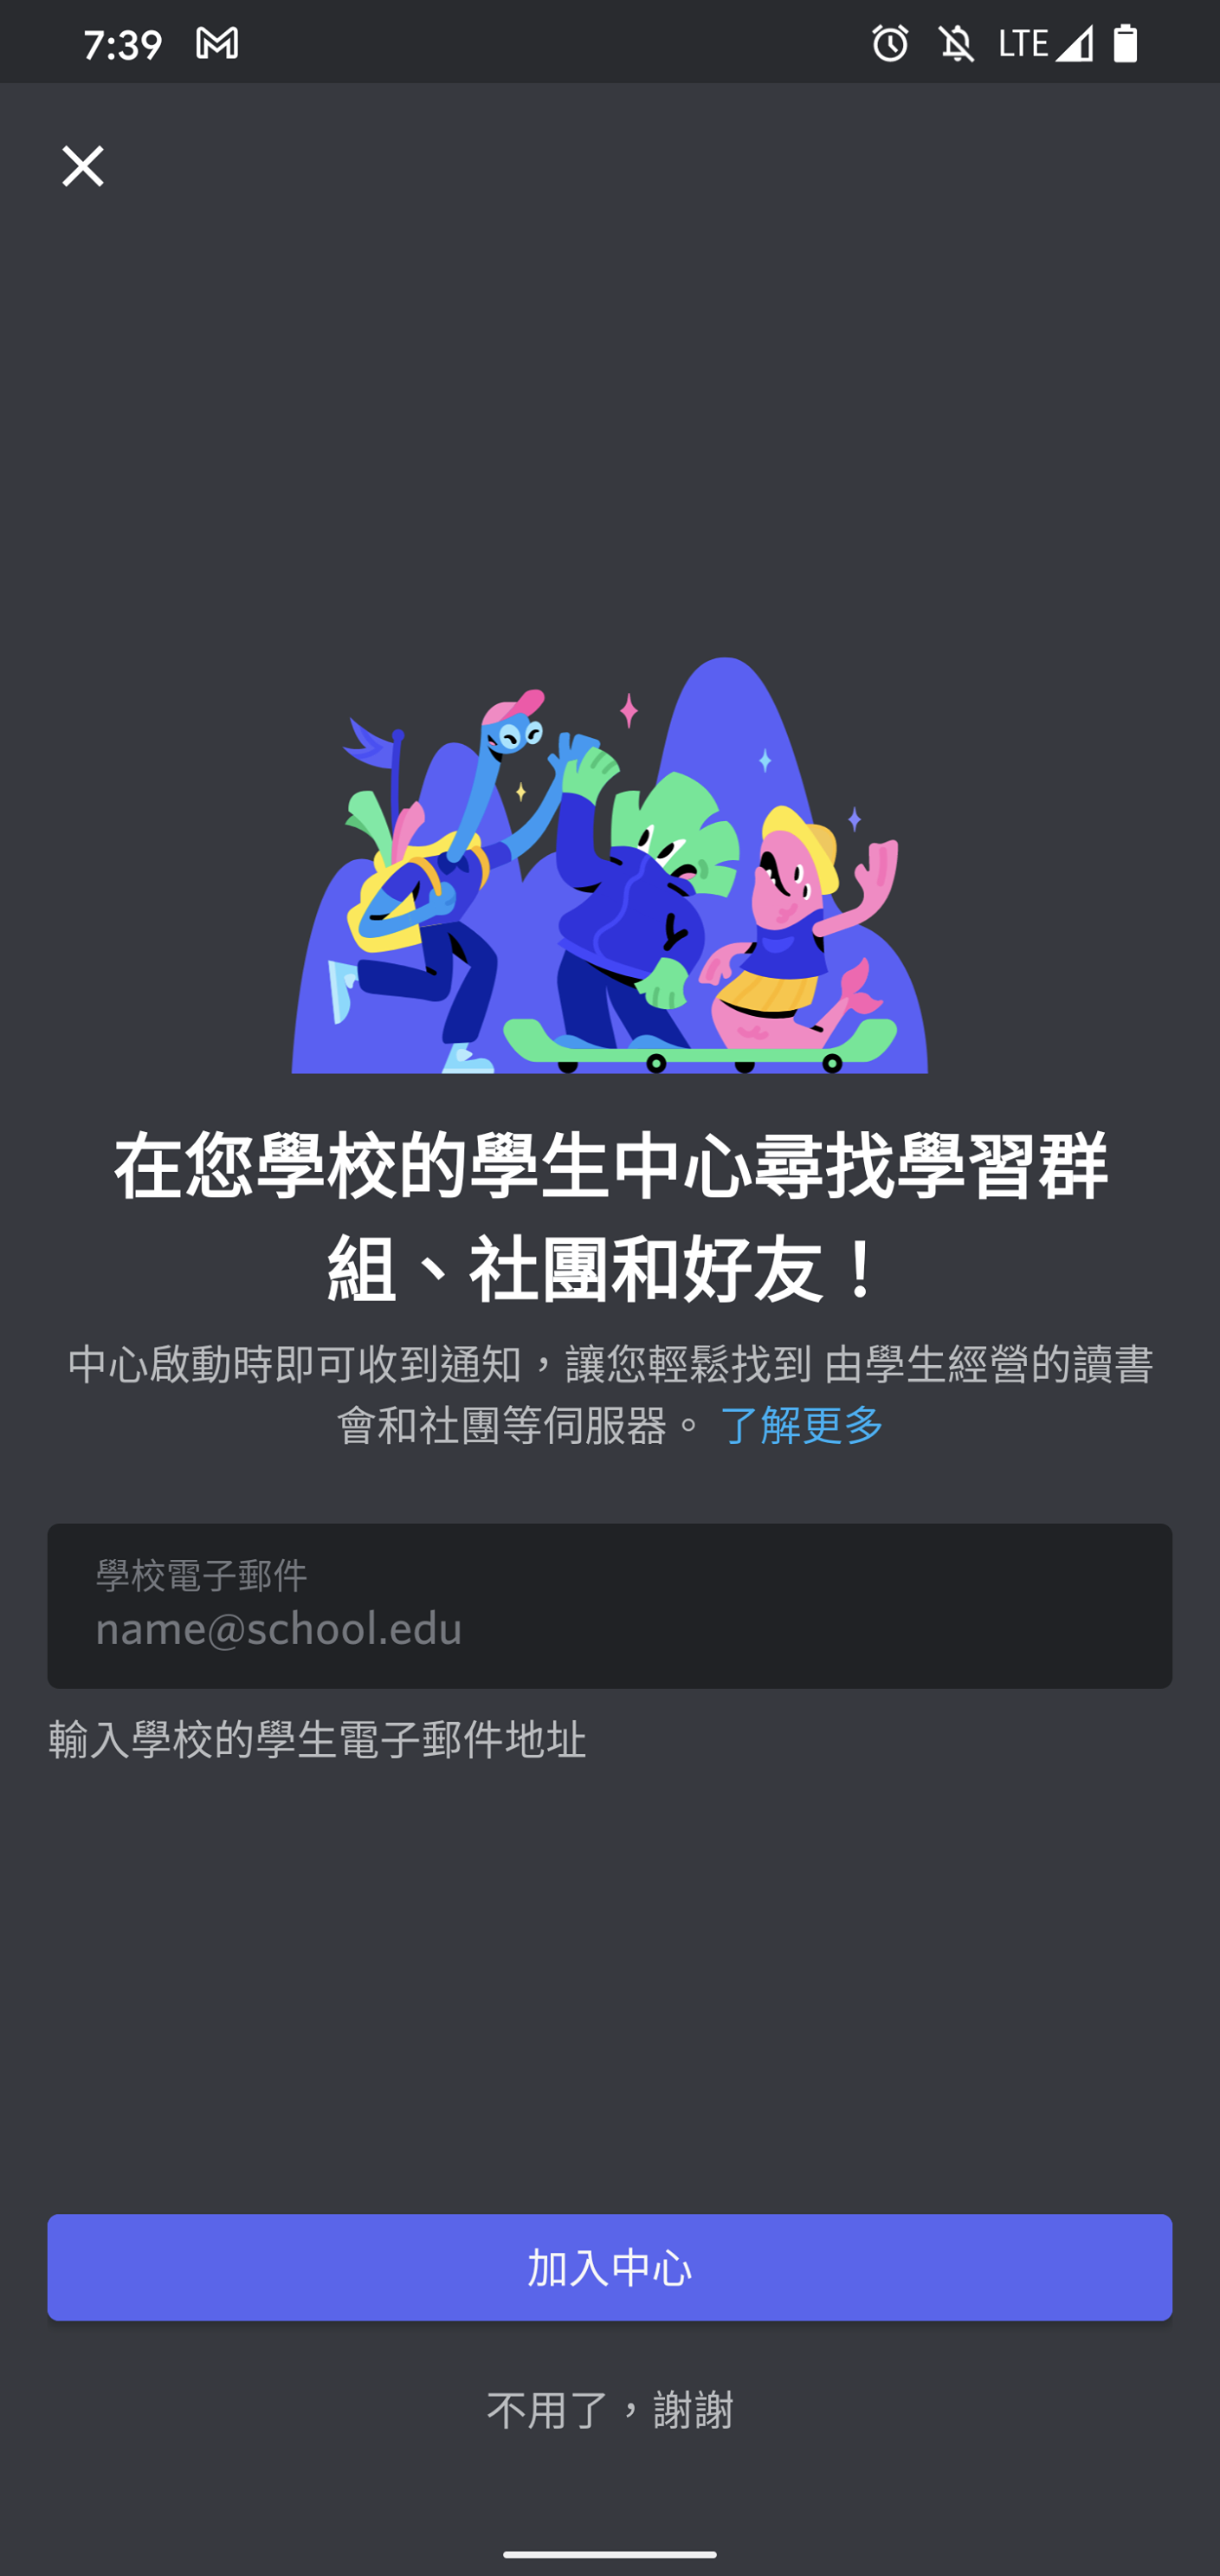 7:39
LTE
在您學校的學生中心尋找學習群
組、社團和好友！
中心啟動時即可收到通知，讓您輕鬆找到 由學生經營的讀書
會和社團等伺服器。 了解更多
學校電子郵件
name@school.edu
輸入學校的學生電子郵件地址
加入中心
不用了，謝謝